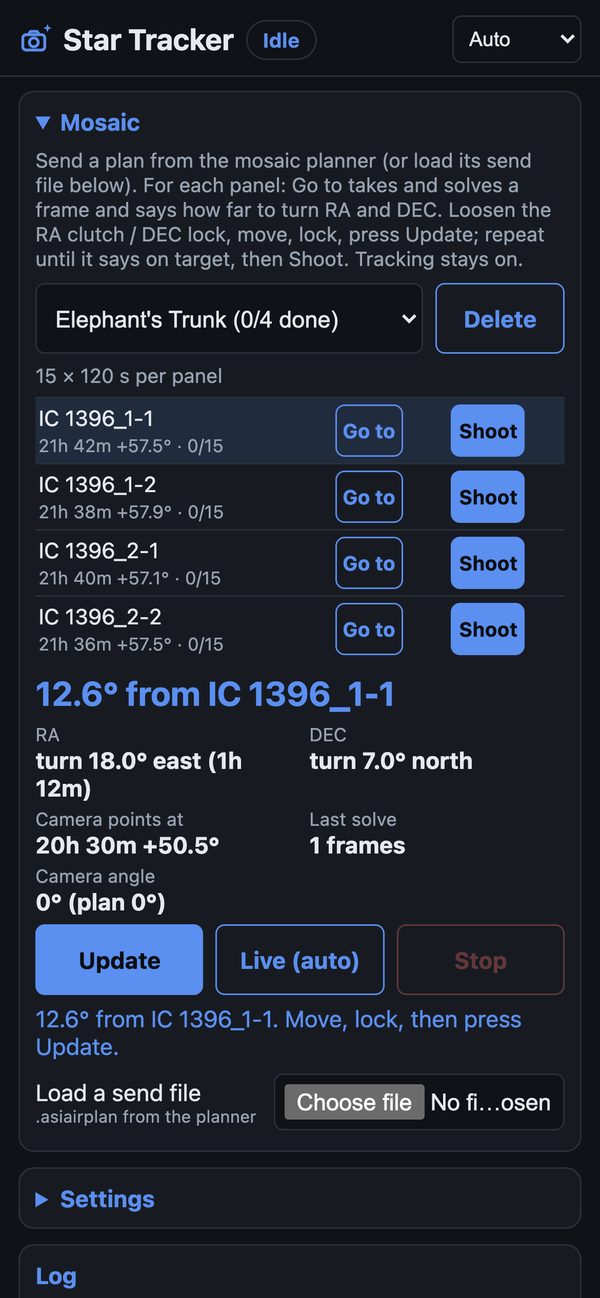 Star Tracker
Idle
Auto
Mosaic
Send a plan from the mosaic planner (or load its send
file below). For each panel: Go to takes and solves a
frame and says how far to turn RA and DEC. Loosen the
RA clutch / DEC lock, move, lock, press Update; repeat
until it says on target, then Shoot. Tracking stays on.
Elephant's Trunk (0/4 done)
Delete
15 × 120 s per panel
IC 1396_1-1
21h 42m +57.5° · 0/15
Go to
Shoot
IC 1396_1-2
21h 38m +57.9° · 0/15
Go to
Shoot
IC 1396_2-1
21h 40m +57.1° · 0/15
Go to
Shoot
IC 1396_2-2
21h 36m +57.5° · 0/15
Go to
Shoot
12.6° from IC 1396_1-1
RA
turn 18.0° east (1h
12m)
DEC
turn 7.0° north
Camera points at
20h 30m +50.5°
Last solve
1 frames
Camera angle
0° (plan 0°)
Update
Live (auto)
Stop
12.6° from IC 1396_1-1. Move, lock, then press
Update.
Load a send file
.asiairplan from the planner
Choose file
No fi…osen
Settings
Log